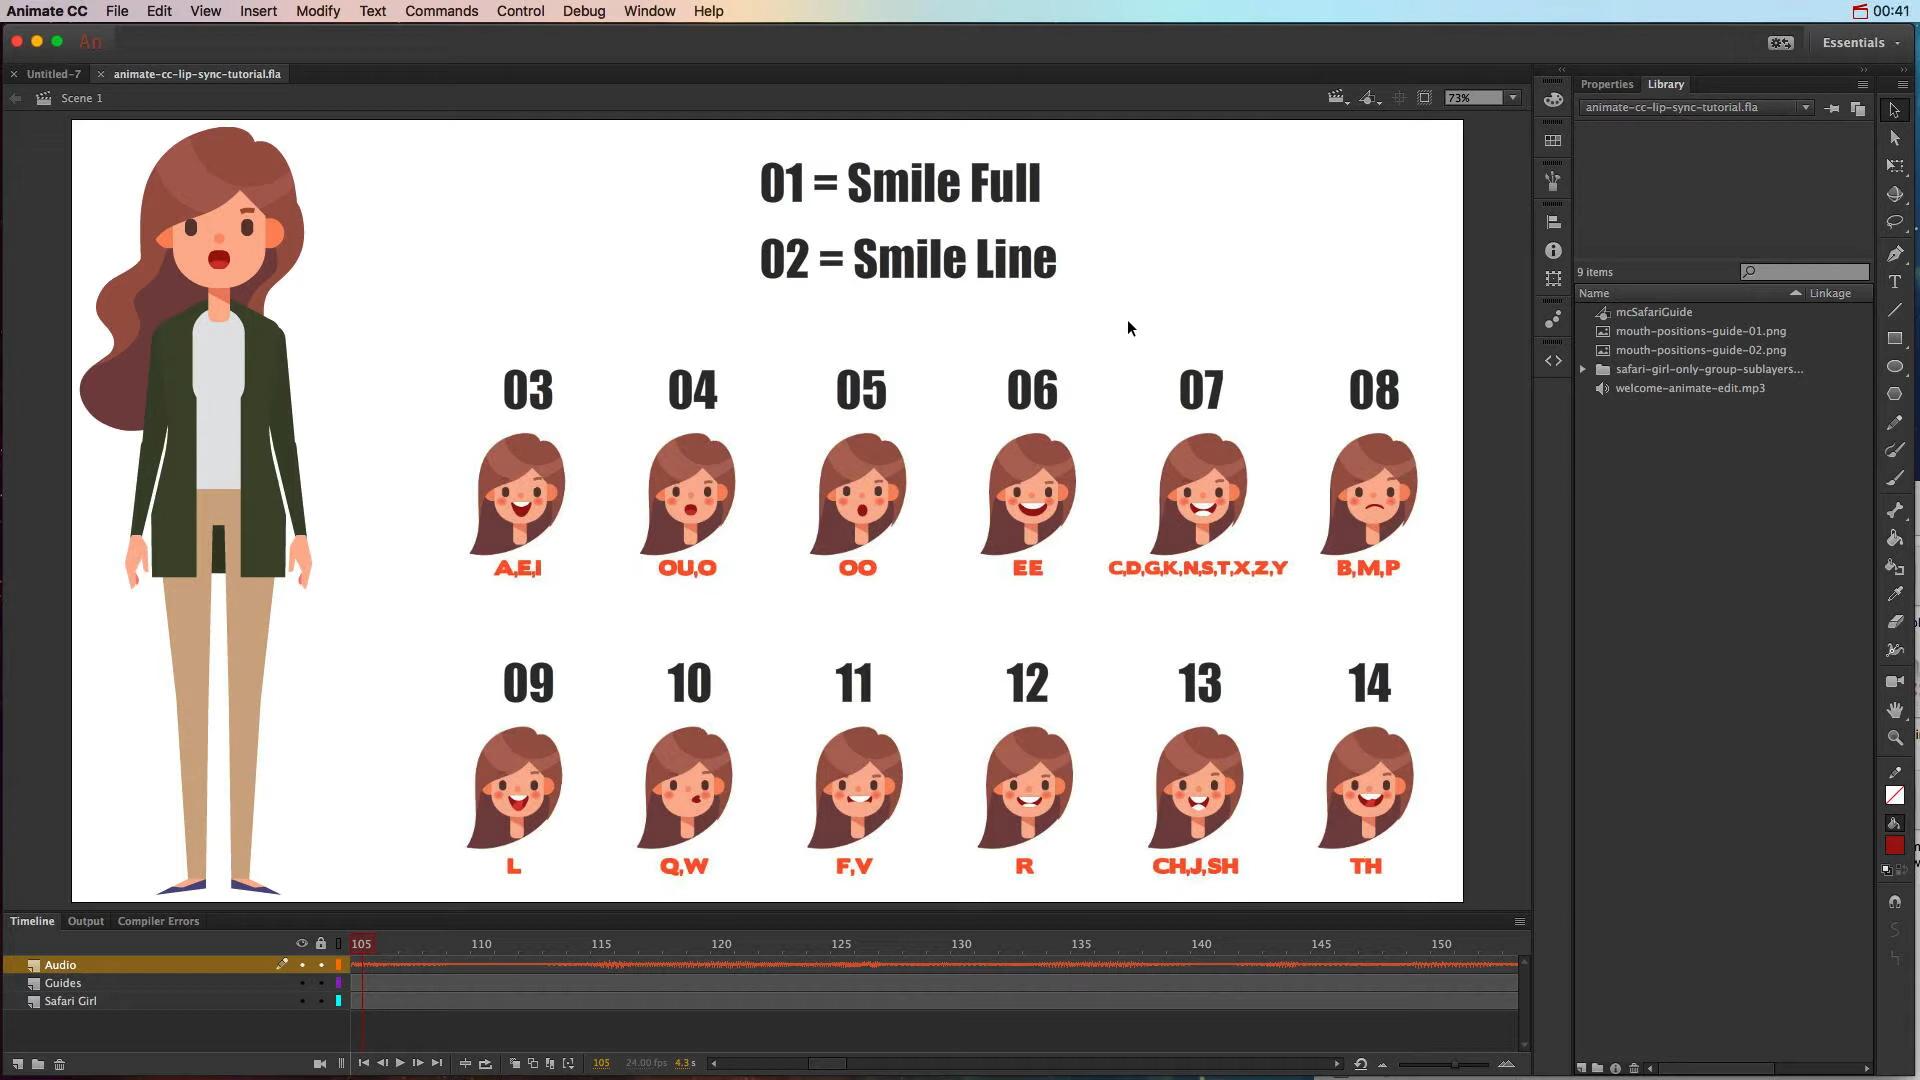 Animate CC File Edit View Insert Modify Text Commands Control Debug Window Help 00:41
An Essentials
Untitled-7 animate-cc-lip-sync-tutorial.fla
Scene 1 73%
Properties Library
animate-cc-lip-sync-tutorial.fla
9 items
Name Linkage
mcSafariGuide
mouth-positions-guide-01.png
mouth-positions-guide-02.png
safari-girl-only-group-sublayers...
welcome-animate-edit.mp3
01 = Smile Full
02 = Smile Line
03 04 05 06 07 08
A,E,I OU,O OO EE C,D,G,K,N,S,T,X,Z,Y B,M,P
09 10 11 12 13 14
L Q,W F,V R CH,J,SH TH
Timeline Output Compiler Errors
105 110 115 120 125 130 135 140 145 150
Audio
Guides
Safari Girl
105 24.00 fps 4.3 s